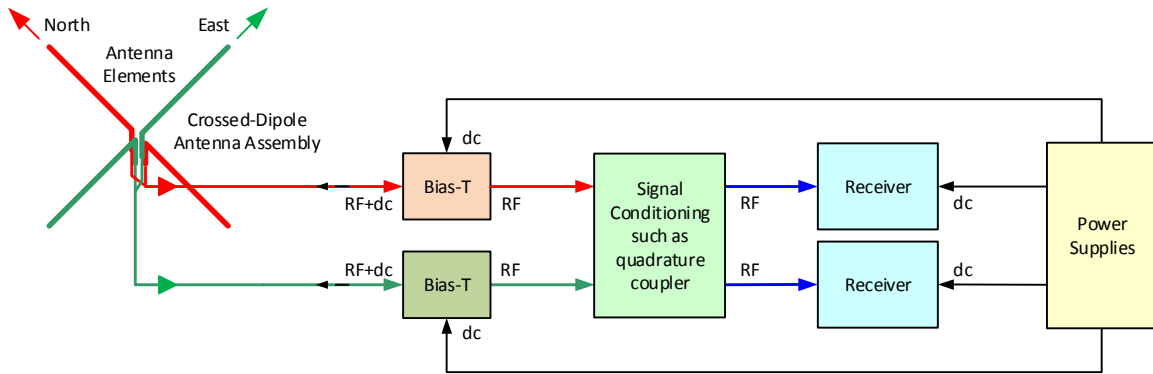 North
East
Antenna
Elements
Crossed-Dipole
Antenna Assembly
dc
Bias-T
RF+dc
RF
Signal
Conditioning
such as
quadrature
coupler
RF
Receiver
dc
Power
Supplies
RF+dc
Bias-T
RF
RF
Receiver
dc
dc